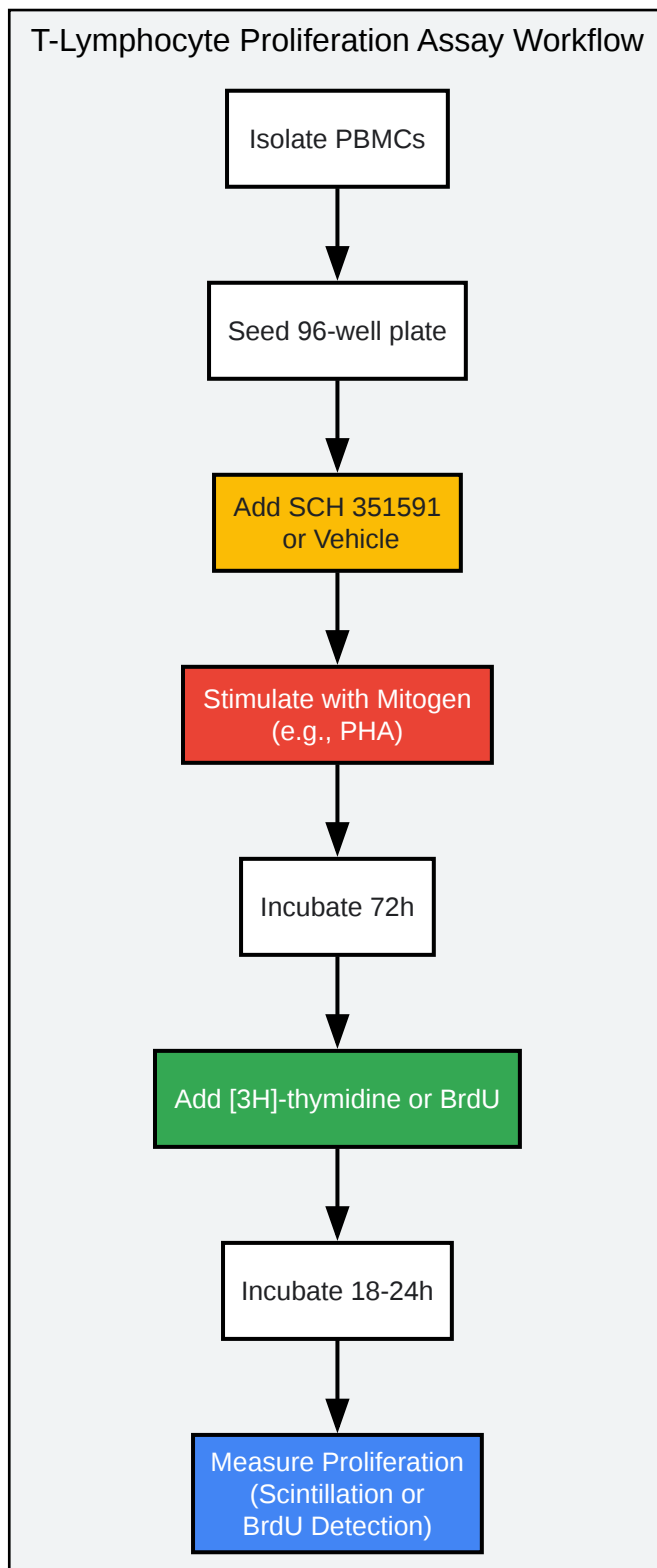 T-Lymphocyte Proliferation Assay Workflow
Isolate PBMCs
Seed 96-well plate
Add SCH 351591
or Vehicle
Stimulate with Mitogen
(e.g., PHA)
Incubate 72h
Add [3H]-thymidine or BrdU
Incubate 18-24h
Measure Proliferation
(Scintillation or
BrdU Detection)